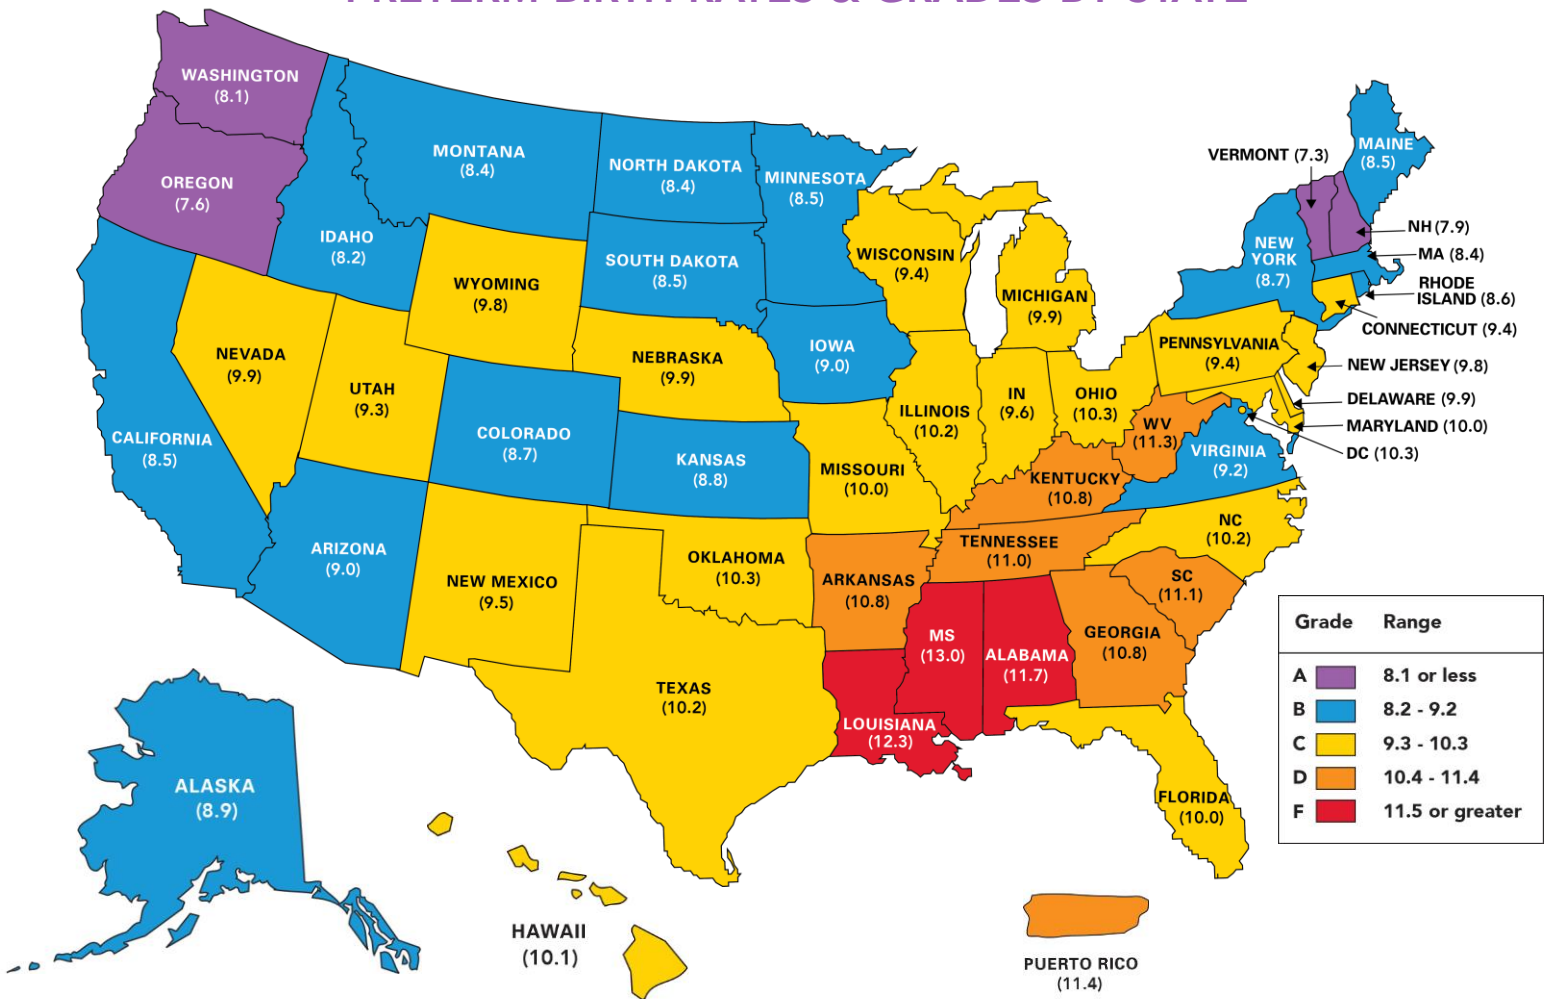 PRETERM BIRTH RATES & GRADES BY STATE
WASHINGTON
(8.1)
OREGON
(7.6)
MONTANA
(8.4)
IDAHO
(8.2)
NORTH DAKOTA
(8.4)
MINNESOTA
(8.5)
SOUTH DAKOTA
(8.5)
WYOMING
(9.8)
WISCONSIN
(9.4)
MICHIGAN
(9.9)
VERMONT (7.3)
MAINE
(8.5)
NH (7.9)
MA (8.4)
NEW
YORK
(8.7)
RHODE
ISLAND (8.6)
CONNECTICUT (9.4)
PENNSYLVANIA
(9.4)
NEW JERSEY (9.8)
DELAWARE (9.9)
MARYLAND (10.0)
DC (10.3)
NEVADA
(9.9)
UTAH
(9.3)
NEBRASKA
(9.9)
IOWA
(9.0)
ILLINOIS
(10.2)
IN
(9.6)
OHIO
(10.3)
WV
(11.3)
VIRGINIA
(9.2)
CALIFORNIA
(8.5)
COLORADO
(8.7)
KANSAS
(8.8)
MISSOURI
(10.0)
KENTUCKY
(10.8)
NC
(10.2)
TENNESSEE
(11.0)
ARIZONA
(9.0)
NEW MEXICO
(9.5)
OKLAHOMA
(10.3)
ARKANSAS
(10.8)
SC
(11.1)
MS
(13.0)
ALABAMA
(11.7)
GEORGIA
(10.8)
TEXAS
(10.2)
LOUISIANA
(12.3)
FLORIDA
(10.0)
ALASKA
(8.9)
HAWAII
(10.1)
PUERTO RICO
(11.4)
Grade Range
A 8.1 or less
B 8.2 - 9.2
C 9.3 - 10.3
D 10.4 - 11.4
F 11.5 or greater